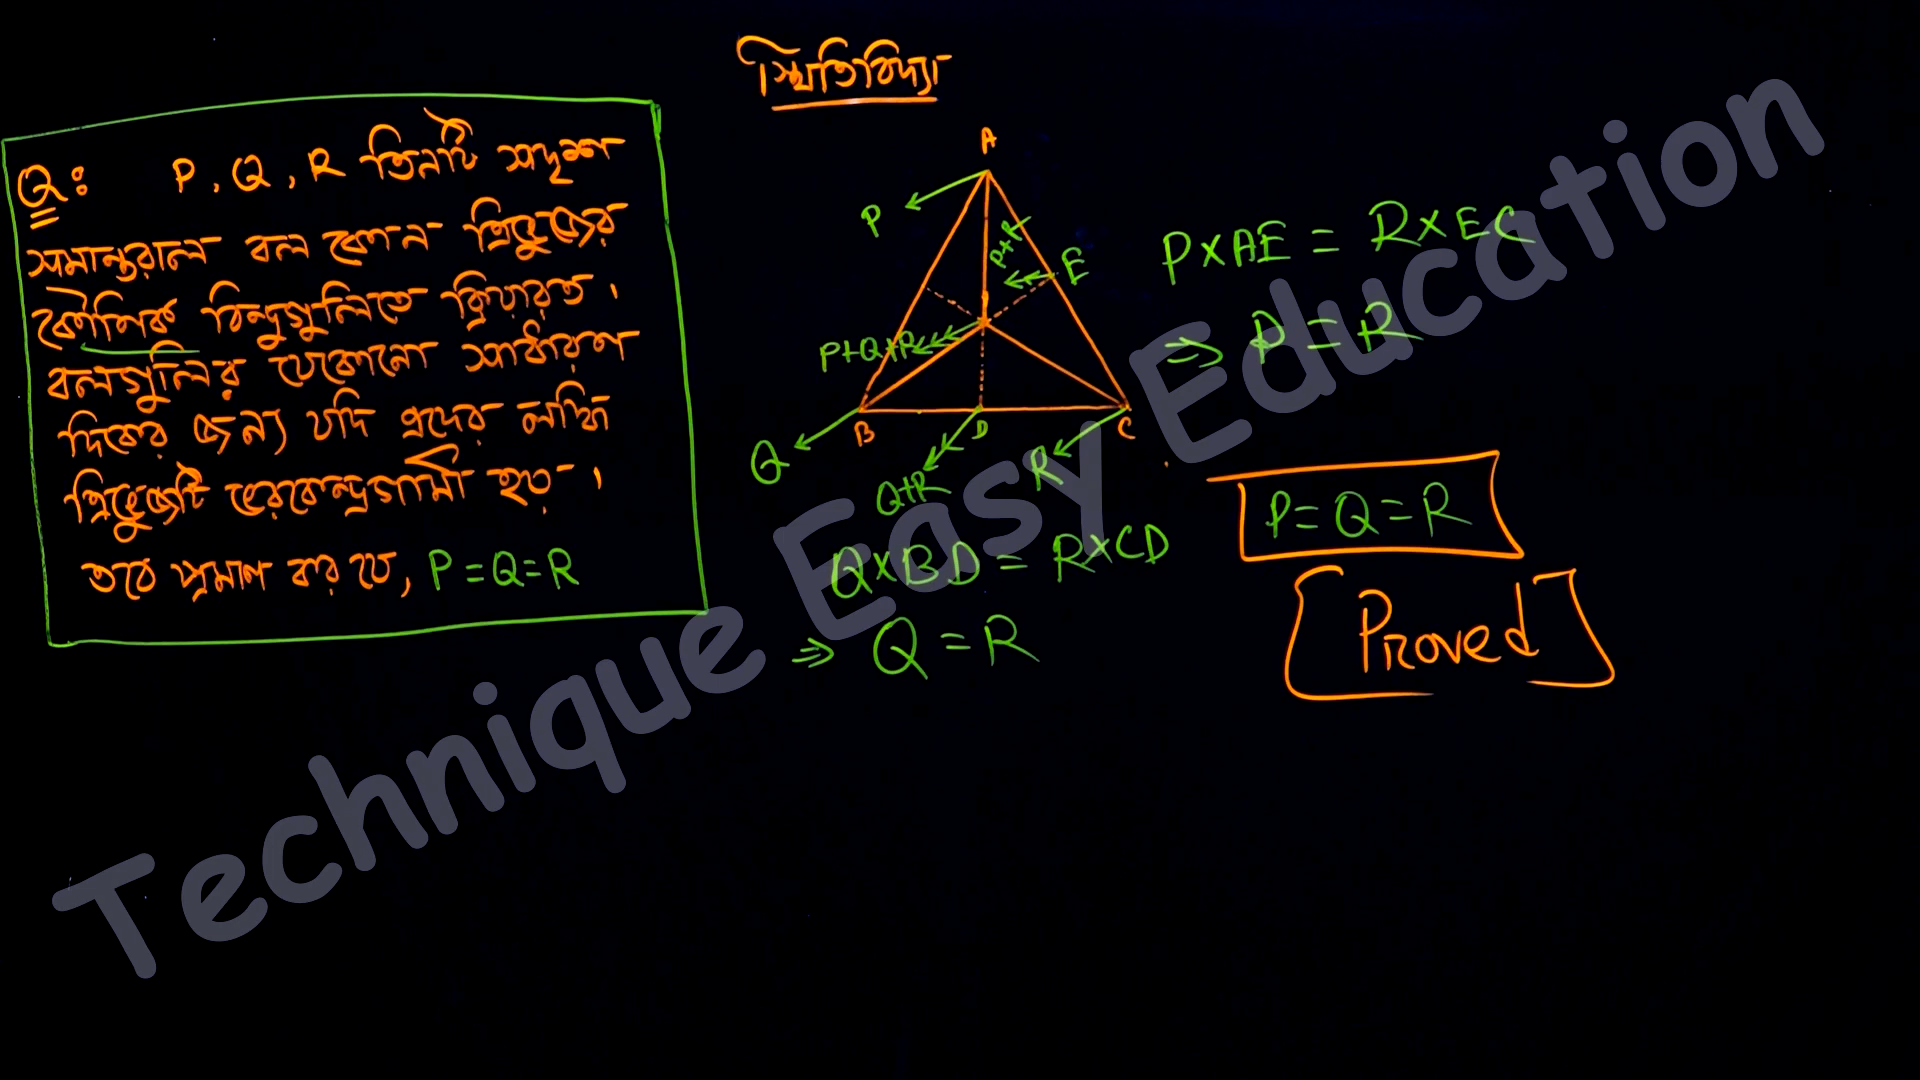 স্থিতিবিদ্যা
Q: P, Q, R তিনটি সদৃশ
সমান্তরাল বল কোন ত্রিভুজের
কৌণিক বিন্দুগুলিতে ক্রিয়ারত।
বলগুলির যেকোনো সাধারণ
দিকের জন্য যদি এদের লব্ধি
ত্রিভুজটি ভরকেন্দ্রগামী হয়।
তবে প্রমাণ কর যে, P=Q=R
A
P
P+R
E
P+Q+R
B
D
C
Q
Q+R
R
Q×BD = R×CD
⇒ Q = R
P×AE = R×EC
⇒ P = R
P=Q=R
Proved
Technique Easy Education